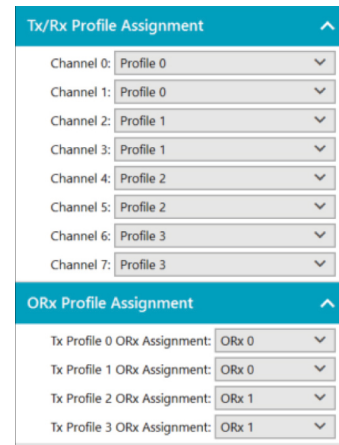 Tx/Rx Profile Assignment
Channel 0: Profile 0
Channel 1: Profile 0
Channel 2: Profile 1
Channel 3: Profile 1
Channel 4: Profile 2
Channel 5: Profile 2
Channel 6: Profile 3
Channel 7: Profile 3
ORx Profile Assignment
Tx Profile 0 ORx Assignment: ORx 0
Tx Profile 1 ORx Assignment: ORx 0
Tx Profile 2 ORx Assignment: ORx 1
Tx Profile 3 ORx Assignment: ORx 1